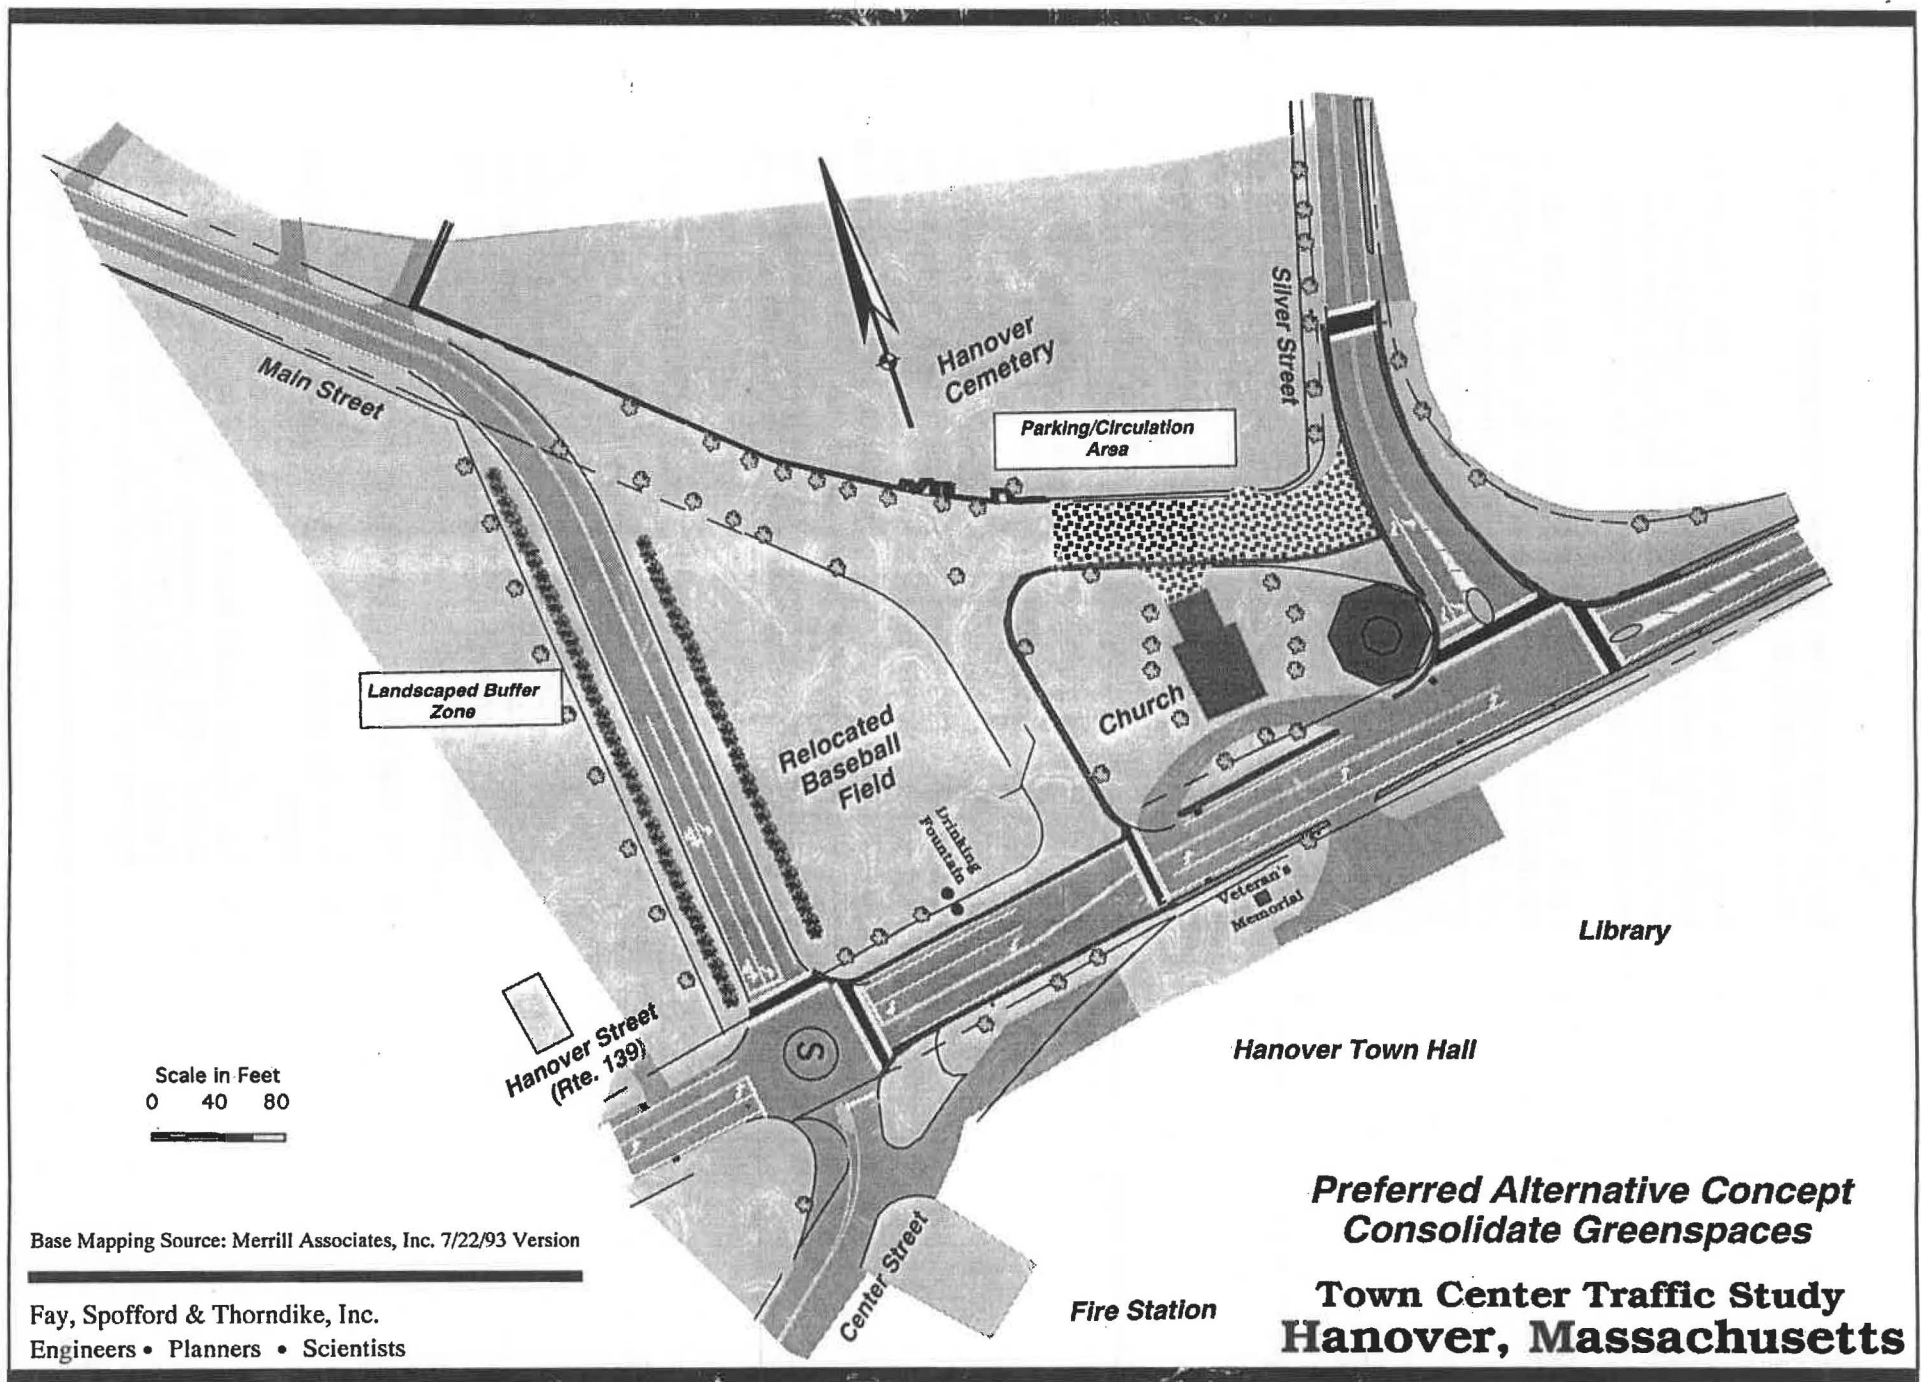 Silver Street
Hanover
Cemetery
Main Street
Parking/Circulation
Area
Landscaped Buffer
Zone
Church
Relocated
Baseball
Field
Drinking
Fountain
Veteran's
Memorial
Library
Hanover Street
(Rte. 139)
S
Hanover Town Hall
Scale in Feet
0 40 80
Center Street
Fire Station
Preferred Alternative Concept
Consolidate Greenspaces
Town Center Traffic Study
Hanover, Massachusetts
Base Mapping Source: Merrill Associates, Inc. 7/22/93 Version
Fay, Spofford & Thorndike, Inc.
Engineers • Planners • Scientists